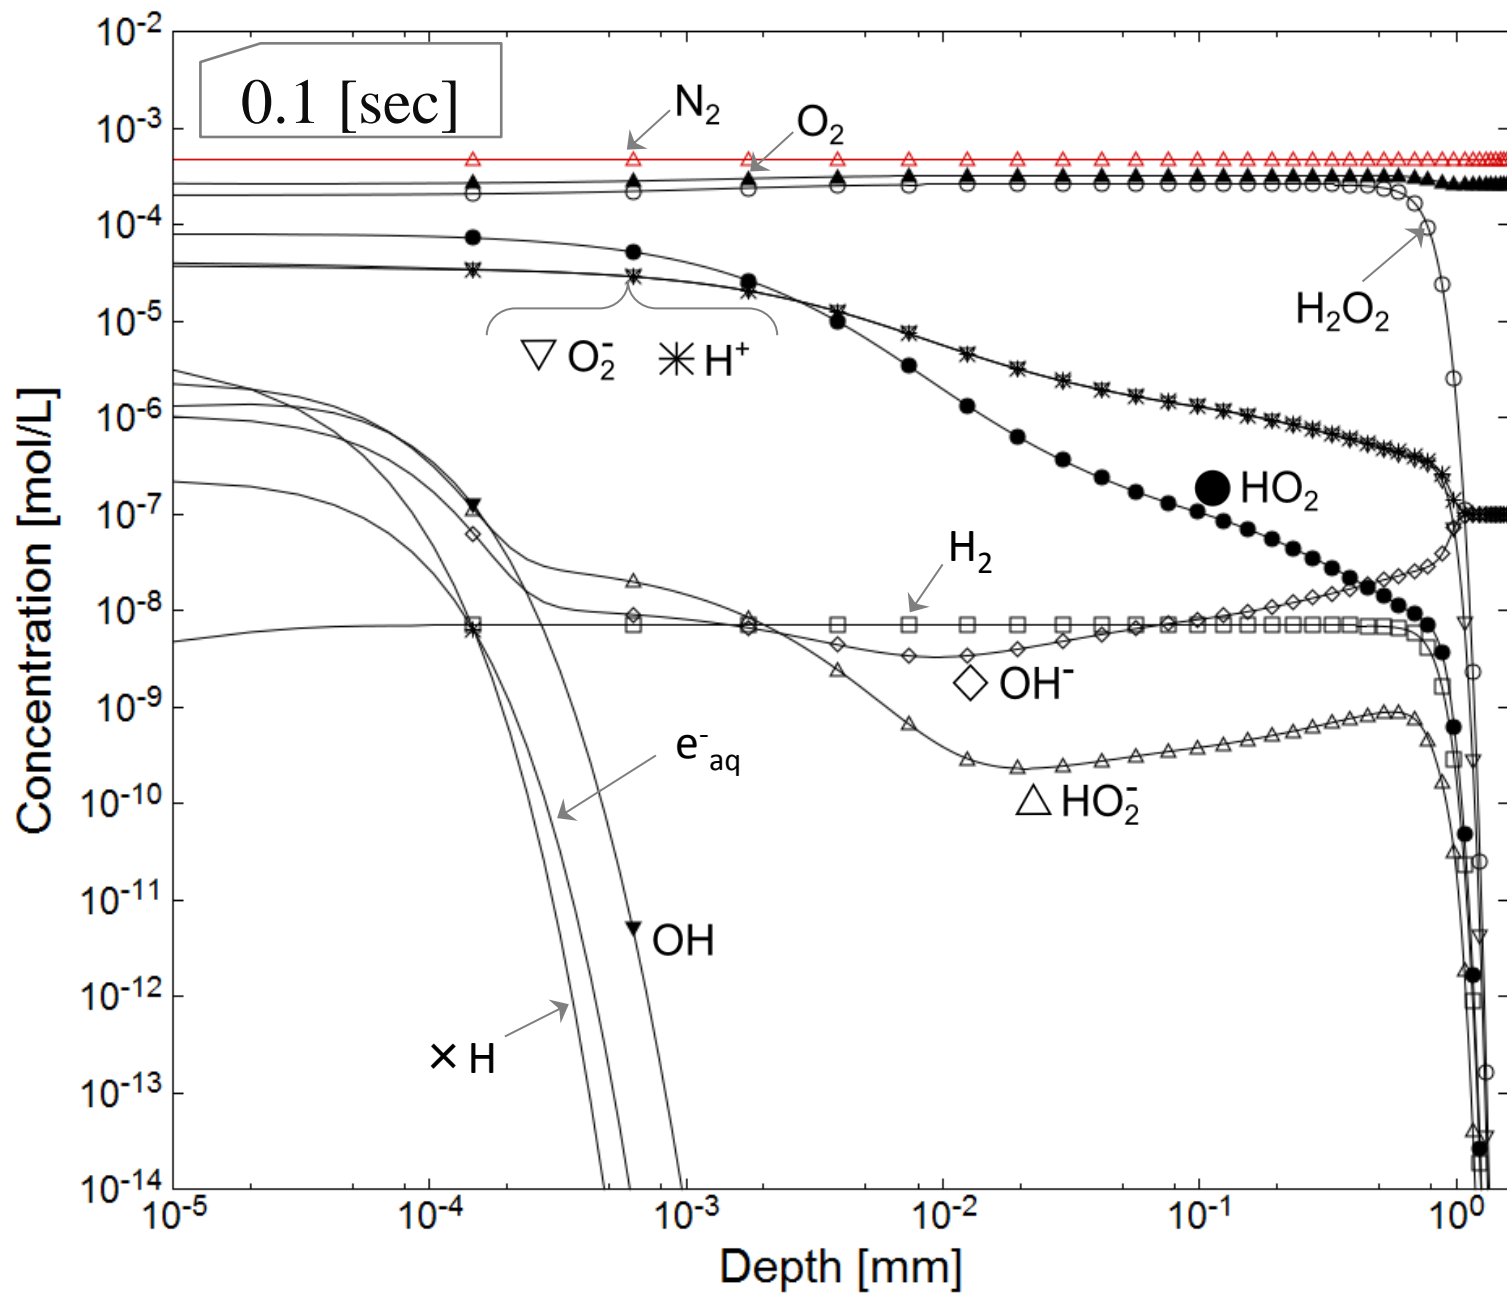 0.1 [sec]
N₂
O₂
H₂O₂
▽ O₂⁻ ✳ H⁺
● HO₂
H₂
◇ OH⁻
e⁻aq
△ HO₂⁻
OH
× H
Concentration [mol/L]
10⁻²
10⁻³
10⁻⁴
10⁻⁵
10⁻⁶
10⁻⁷
10⁻⁸
10⁻⁹
10⁻¹⁰
10⁻¹¹
10⁻¹²
10⁻¹³
10⁻¹⁴
10⁻⁵ 10⁻⁴ 10⁻³ 10⁻² 10⁻¹ 10⁰
Depth [mm]